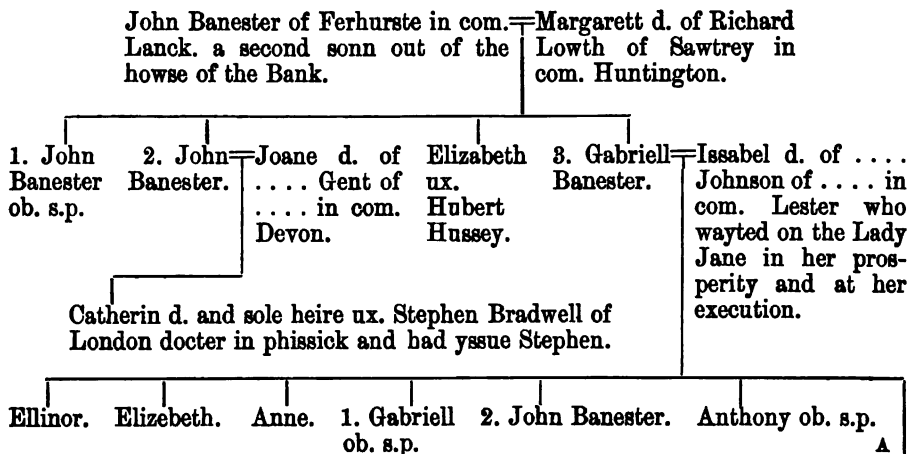 John Banester of Ferhurste in com.
Lanck. a second sonn out of the
howse of the Bank.
Margarett d. of Richard
Lowth of Sawtrey in
com. Huntington.
1. John
Banester
ob. s.p.
2. John
Banester.
Joane d. of
.... Gent of
.... in com.
Devon.
Elizabeth
ux.
Hubert
Hussey.
3. Gabriell
Banester.
Issabel d. of ....
Johnson of .... in
com. Lester who
wayted on the Lady
Jane in her pros-
perity and at her
execution.
Catherin d. and sole heire ux. Stephen Bradwell of
London docter in phissick and had yssue Stephen.
Ellinor.
Elizebeth.
Anne.
1. Gabriell
ob. s.p.
2. John Banester.
Anthony ob. s.p.
A